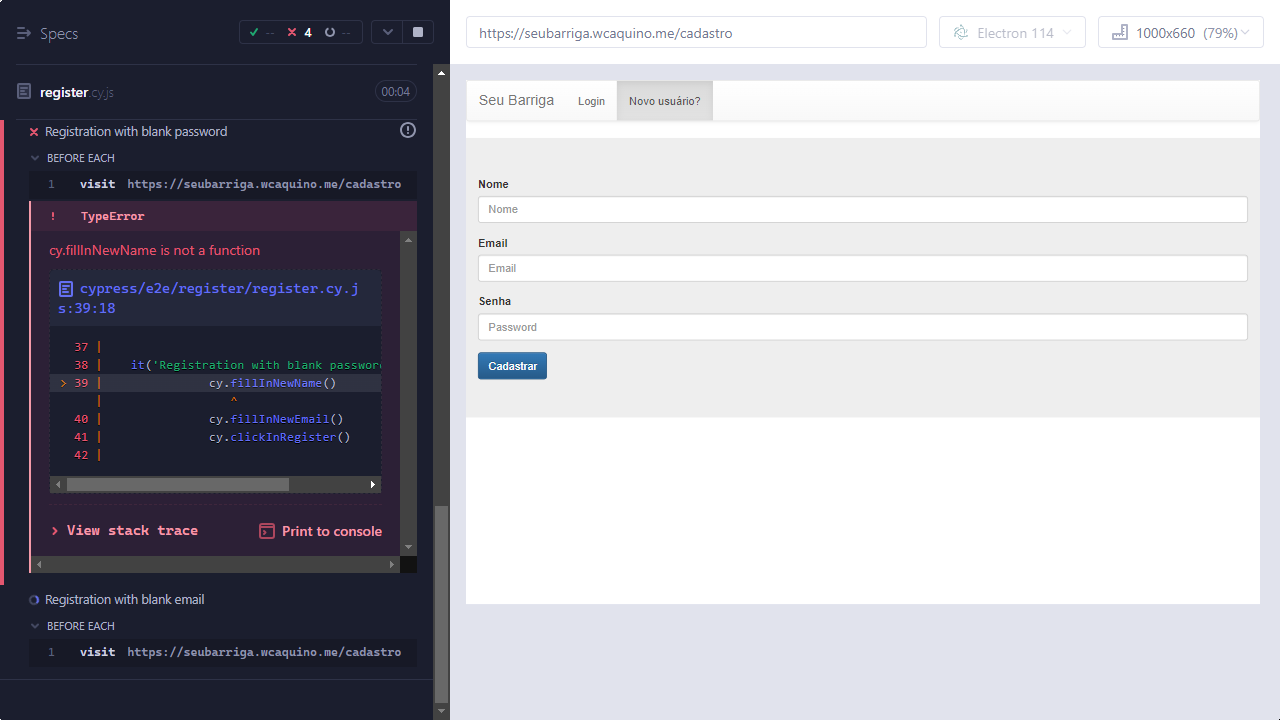 Specs
-- 4 --
register.cy.js
00:04
Registration with blank password
BEFORE EACH
1 visit https://seubarriga.wcaquino.me/cadastro
! TypeError
cy.fillInNewName is not a function
cypress/e2e/register/register.cy.j
s:39:18
37 |
38 | it('Registration with blank password
> 39 | cy.fillInNewName()
| ^
40 | cy.fillInNewEmail()
41 | cy.clickInRegister()
42 |
> View stack trace
Print to console
Registration with blank email
BEFORE EACH
1 visit https://seubarriga.wcaquino.me/cadastro
https://seubarriga.wcaquino.me/cadastro
Electron 114
1000x660 (79%)
Seu Barriga
Login
Novo usuário?
Nome
Nome
Email
Email
Senha
Password
Cadastrar